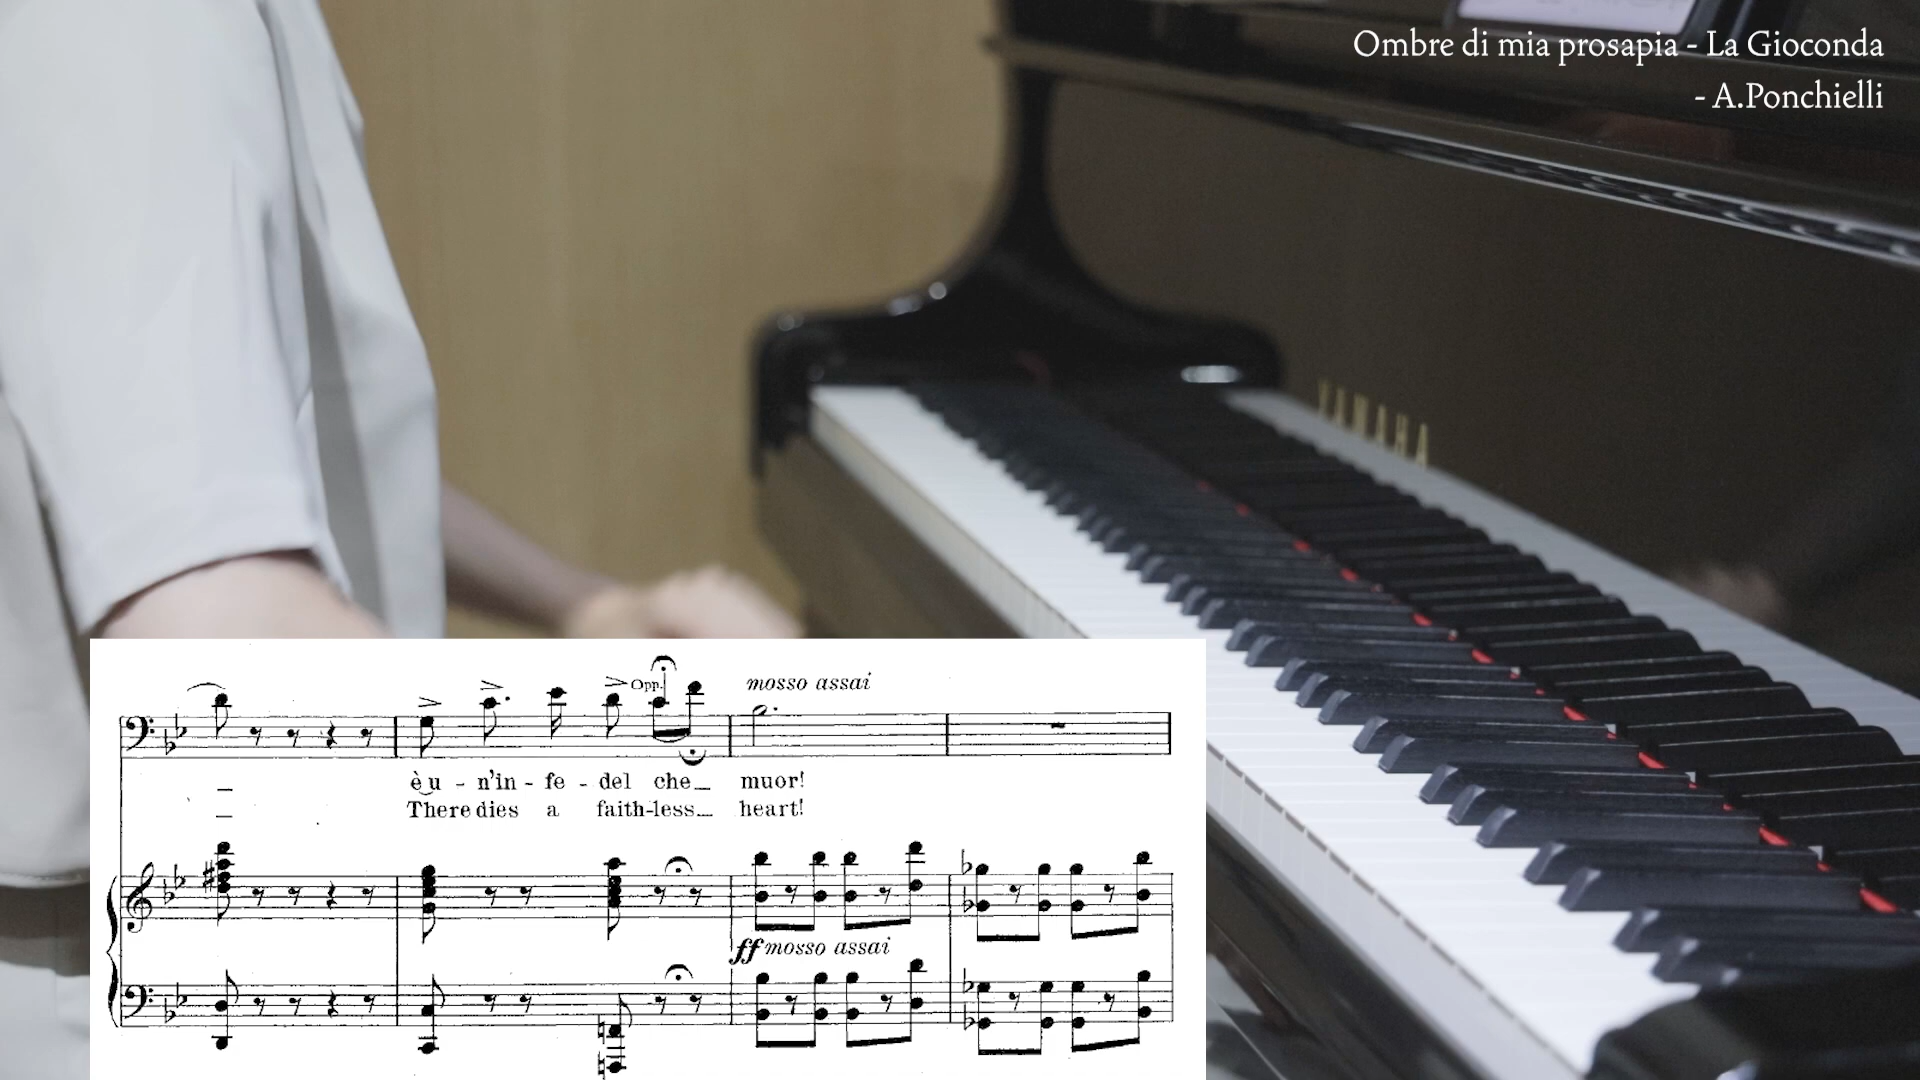 Ombre di mia prosapia - La Gioconda
- A.Ponchielli
YAMAHA
Opp.
mosso assai
è u - n'in - fe - del che
muor!
There dies a faith-less
heart!
ff mosso assai